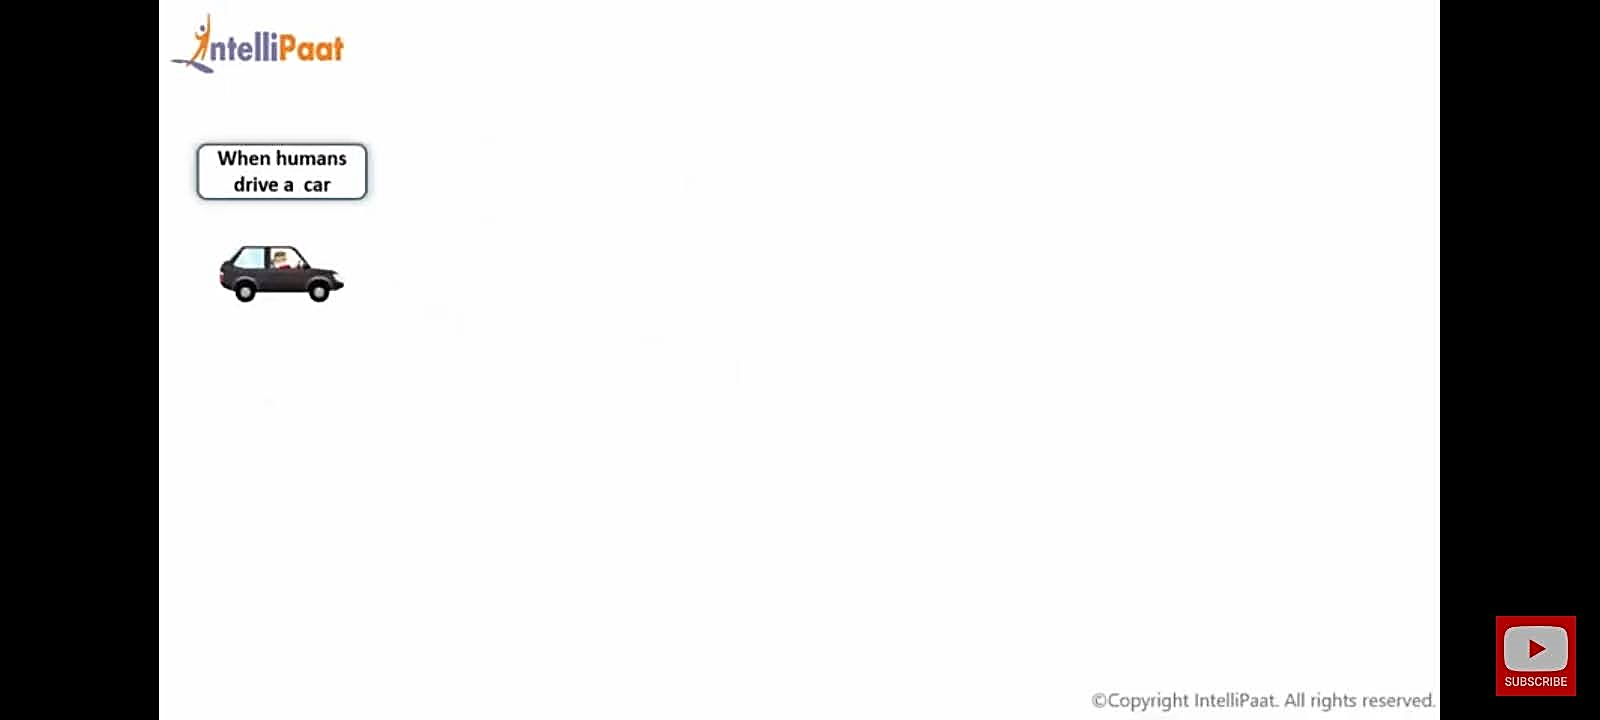 IntelliPaat
When humans
drive a car
SUBSCRIBE
©Copyright IntelliPaat. All rights reserved.